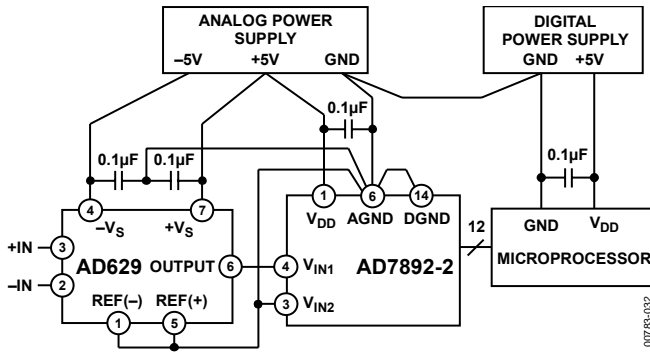 ANALOG POWER
SUPPLY
–5V +5V GND
DIGITAL
POWER SUPPLY
GND +5V
0.1µF
0.1µF 0.1µF
0.1µF
4 7
–VS +VS
1 6 14
VDD AGND DGND
GND VDD
12
MICROPROCESSOR
+IN 3
–IN 2
AD629 OUTPUT 6
REF(–) REF(+)
1 5
4 VIN1
3 VIN2
AD7892-2
00783-032